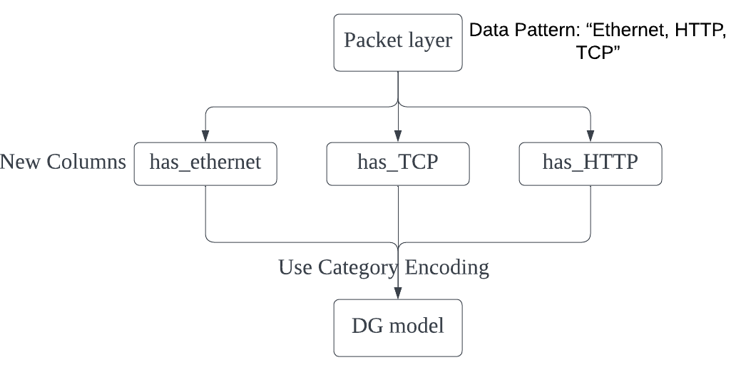 Packet layer
Data Pattern: “Ethernet, HTTP,
TCP”
New Columns
has_ethernet
has_TCP
has_HTTP
Use Category Encoding
DG model